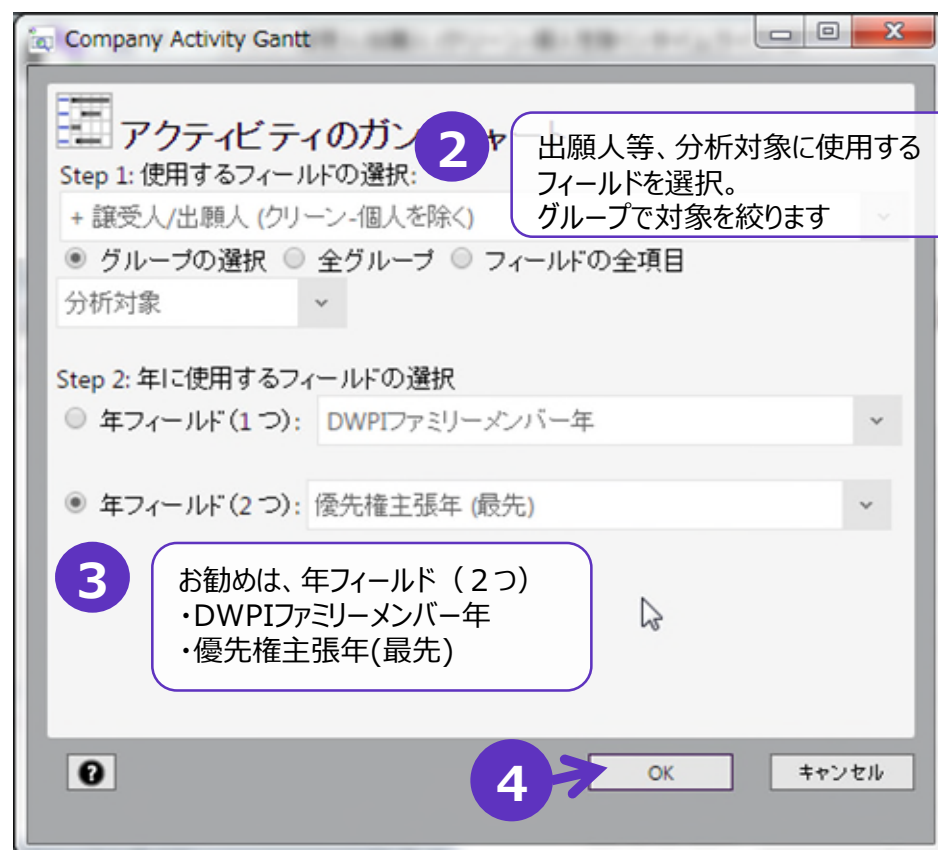 Company Activity Gantt
アクティビティのガン
2
出願人等、分析対象に使用する
フィールドを選択。
グループで対象を絞ります
Step 1: 使用するフィールドの選択:
+ 譲受人/出願人 (クリーン-個人を除く)
グループの選択 全グループ フィールドの全項目
分析対象
Step 2: 年に使用するフィールドの選択
年フィールド(1 つ): DWPIファミリーメンバー年
年フィールド(2 つ): 優先権主張年 (最先)
3
お勧めは、年フィールド（２つ）
・DWPIファミリーメンバー年
・優先権主張年(最先)
?
4
OK
キャンセル